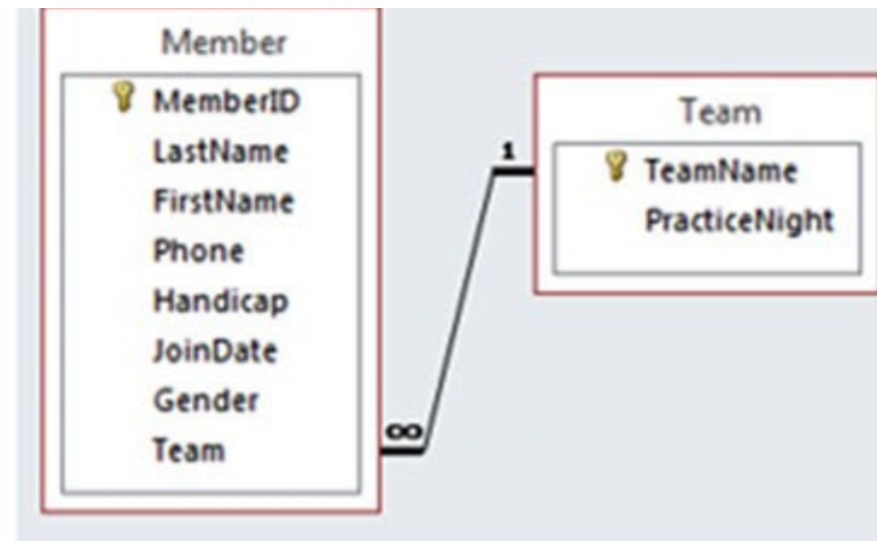 Member
MemberID
LastName
FirstName
Phone
Handicap
JoinDate
Gender
Team
∞
1
Team
TeamName
PracticeNight